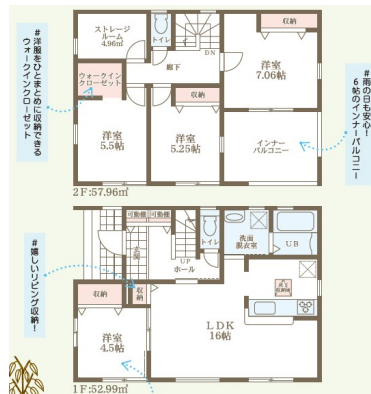 #洋服をひとまとめに収納できる
ウォークインクローゼット
ストレージ
ルーム
4.96㎡
トイレ
DN
廊下
収納
洋室
7.06帖
ウォークイン
クローゼット
収納
洋室
5.5帖
洋室
5.25帖
インナー
バルコニー
#雨の日も安心!
6帖のインナーバルコニー
2F:57.96㎡
#嬉しいリビング収納!
可動棚
可動棚
玄関
UP
ホール
トイレ
洗面
脱衣室
UB
収納
収納
床下
収納庫
LDK
16帖
洋室
4.5帖
1F:52.99㎡